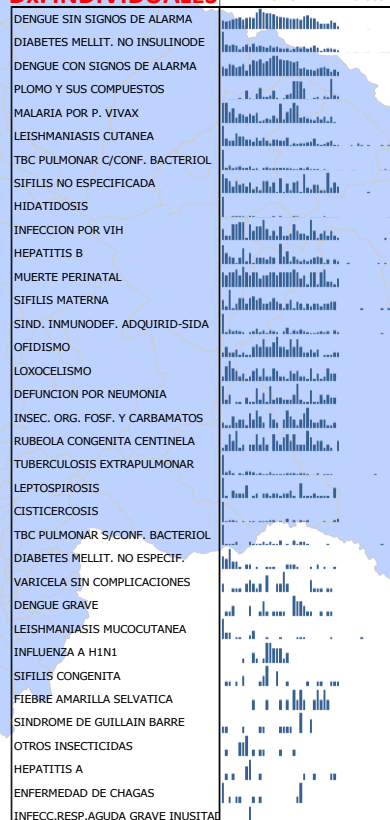 Dx. INDIVIDUALES
DENGUE SIN SIGNOS DE ALARMA
DIABETES MELLIT. NO INSULINODE
DENGUE CON SIGNOS DE ALARMA
PLOMO Y SUS COMPUESTOS
MALARIA POR P. VIVAX
LEISHMANIASIS CUTANEA
TBC PULMONAR C/CONF. BACTERIOL
SIFILIS NO ESPECIFICADA
HIDATIDOSIS
INFECCION POR VIH
HEPATITIS B
MUERTE PERINATAL
SIFILIS MATERNA
SIND. INMUNODEF. ADQUIRID-SIDA
OFIDISMO
LOXOCELISMO
DEFUNCION POR NEUMONIA
INSEC. ORG. FOSF. Y CARBAMATOS
RUBEOLA CONGENITA CENTINELA
TUBERCULOSIS EXTRAPULMONAR
LEPTOSPIROSIS
CISTICERCOSIS
TBC PULMONAR S/CONF. BACTERIOL
DIABETES MELLIT. NO ESPECIF.
VARICELA SIN COMPLICACIONES
DENGUE GRAVE
LEISHMANIASIS MUCOCUTANEA
INFLUENZA A H1N1
SIFILIS CONGENITA
FIEBRE AMARILLA SELVATICA
SINDROME DE GUILLAIN BARRE
OTROS INSECTICIDAS
HEPATITIS A
ENFERMEDAD DE CHAGAS
INFECC.RESP.AGUDA GRAVE INUSITAD